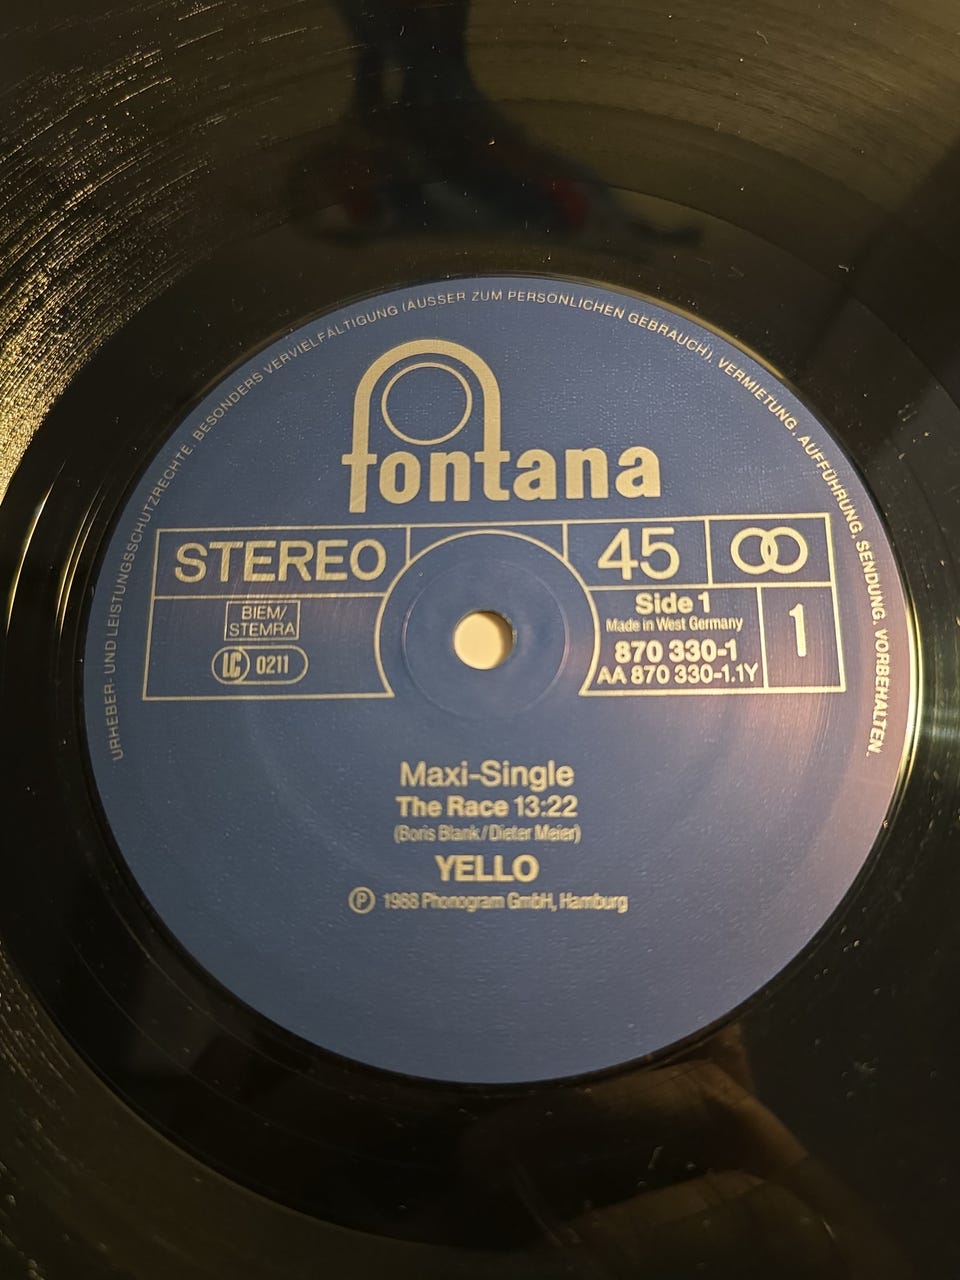 URHEBER- UND LEISTUNGSSCHUTZRECHTE, BESONDERS VERVIELFÄLTIGUNG (AUSSER ZUM PERSÖNLICHEN GEBRAUCH), VERMIETUNG, AUFFÜHRUNG, SENDUNG, VORBEHALTEN.
fontana
STEREO
45
BIEM/
STEMRA
LC 0211
Side 1
Made in West Germany
870 330-1
AA 870 330-1.1Y
1
Maxi-Single
The Race 13:22
(Boris Blank/Dieter Meier)
YELLO
Ⓟ 1988 Phonogram GmbH, Hamburg